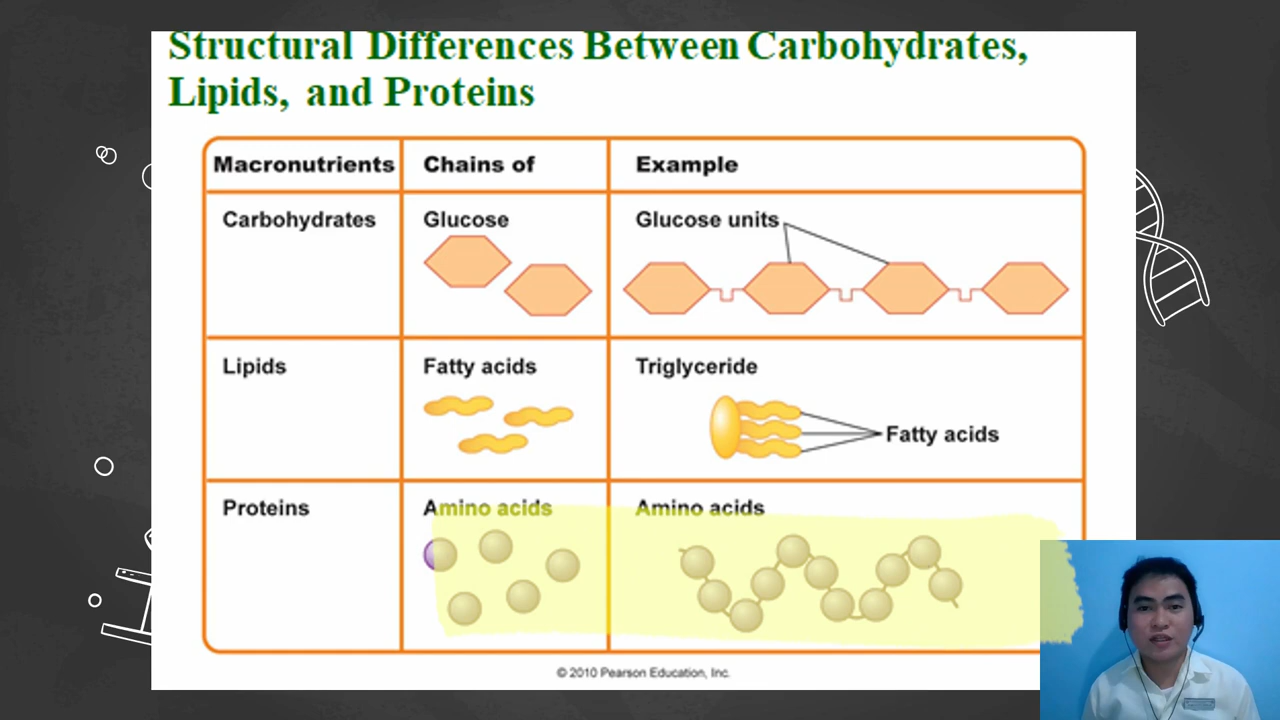 Structural Differences Between Carbohydrates,
Lipids, and Proteins
Macronutrients Chains of Example
Carbohydrates Glucose Glucose units
Lipids Fatty acids Triglyceride
Fatty acids
Proteins Amino acids Amino acids
© 2010 Pearson Education, Inc.